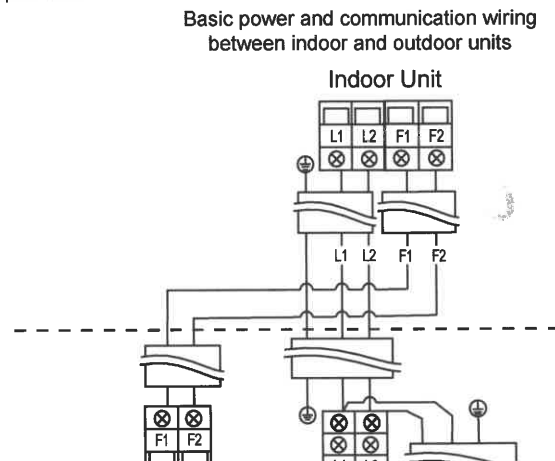 Basic power and communication wiring
between indoor and outdoor units
Indoor Unit
L1 L2 F1 F2
L1 L2 F1 F2
F1 F2